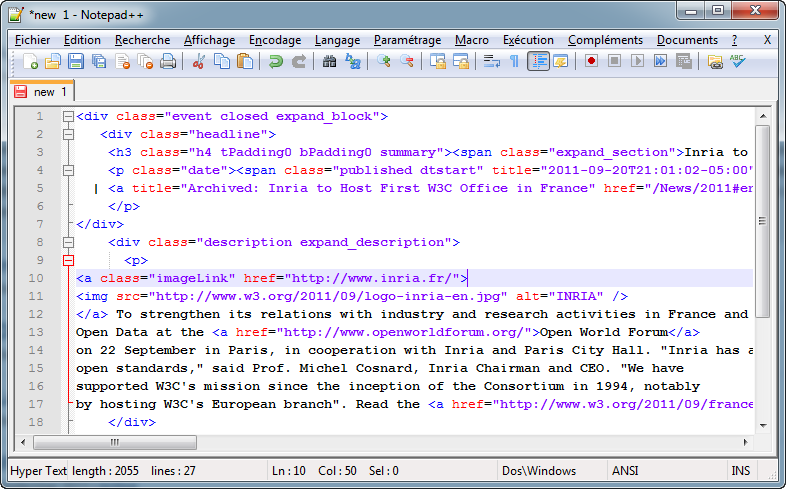 *new  1 - Notepad++
Fichier Edition Recherche Affichage Encodage Langage Paramétrage Macro Exécution Compléments Documents ? X
new  1
1 <div class="event closed expand_block">
2 <div class="headline">
3 <h3 class="h4 tPadding0 bPadding0 summary"><span class="expand_section">Inria to
4 <p class="date"><span class="published dtstart" title="2011-09-20T21:01:02-05:00"
5 | <a title="Archived: Inria to Host First W3C Office in France" href="/News/2011#en
6 </p>
7 </div>
8 <div class="description expand_description">
9 <p>
10 <a class="imageLink" href="http://www.inria.fr/">
11 <img src="http://www.w3.org/2011/09/logo-inria-en.jpg" alt="INRIA" />
12 </a> To strengthen its relations with industry and research activities in France and
13 Open Data at the <a href="http://www.openworldforum.org/">Open World Forum</a>
14 on 22 September in Paris, in cooperation with Inria and Paris City Hall. "Inria has a
15 open standards," said Prof. Michel Cosnard, Inria Chairman and CEO. "We have
16 supported W3C's mission since the inception of the Consortium in 1994, notably
17 by hosting W3C's European branch". Read the <a href="http://www.w3.org/2011/09/france
18 </div>
Hyper Text length : 2055 lines : 27 Ln : 10 Col : 50 Sel : 0 Dos\Windows ANSI INS